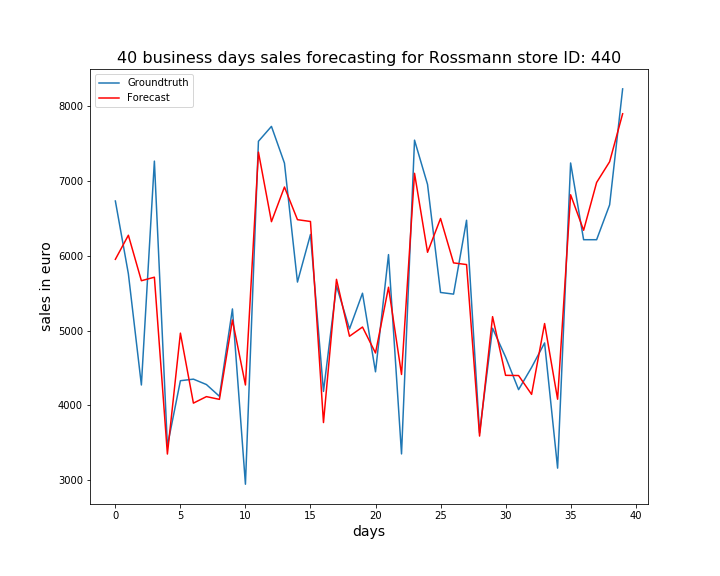 40 business days sales forecasting for Rossmann store ID: 440
Groundtruth
Forecast
8000
7000
6000
5000
4000
3000
sales in euro
0 5 10 15 20 25 30 35 40
days